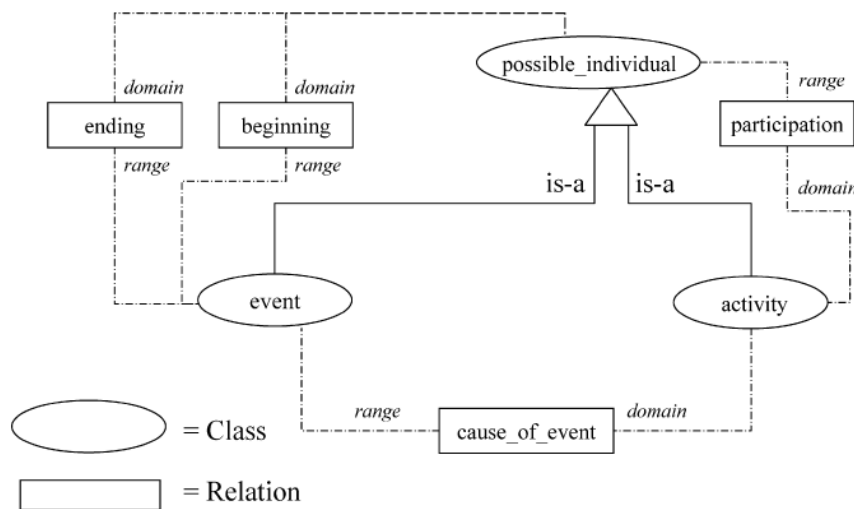 possible_individual
domain
domain
range
ending
beginning
participation
range
range
is-a
is-a
domain
event
activity
range
domain
cause_of_event
= Class
= Relation